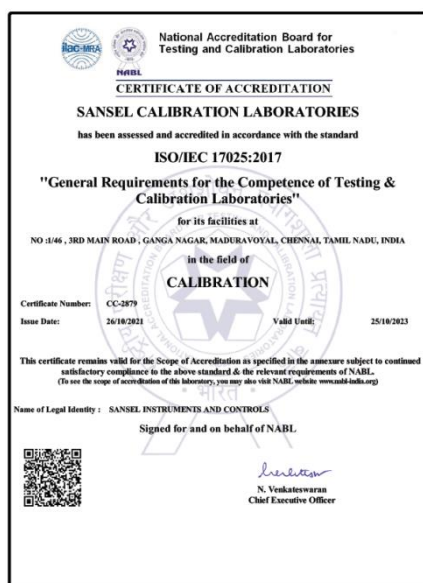 ilac-MRA
NABL
National Accreditation Board for
Testing and Calibration Laboratories
CERTIFICATE OF ACCREDITATION
SANSEL CALIBRATION LABORATORIES
has been assessed and accredited in accordance with the standard
ISO/IEC 17025:2017
"General Requirements for the Competence of Testing &
Calibration Laboratories"
for its facilities at
NO :1/46 , 3RD MAIN ROAD , GANGA NAGAR, MADURAVOYAL, CHENNAI, TAMIL NADU, INDIA
in the field of
CALIBRATION
Certificate Number: CC-2879
Issue Date: 26/10/2021 Valid Until: 25/10/2023
This certificate remains valid for the Scope of Accreditation as specified in the annexure subject to continued
satisfactory compliance to the above standard & the relevant requirements of NABL.
(To see the scope of accreditation of this laboratory, you may also visit NABL website www.nabl-india.org)
Name of Legal Identity : SANSEL INSTRUMENTS AND CONTROLS
Signed for and on behalf of NABL
N. Venkateswaran
Chief Executive Officer